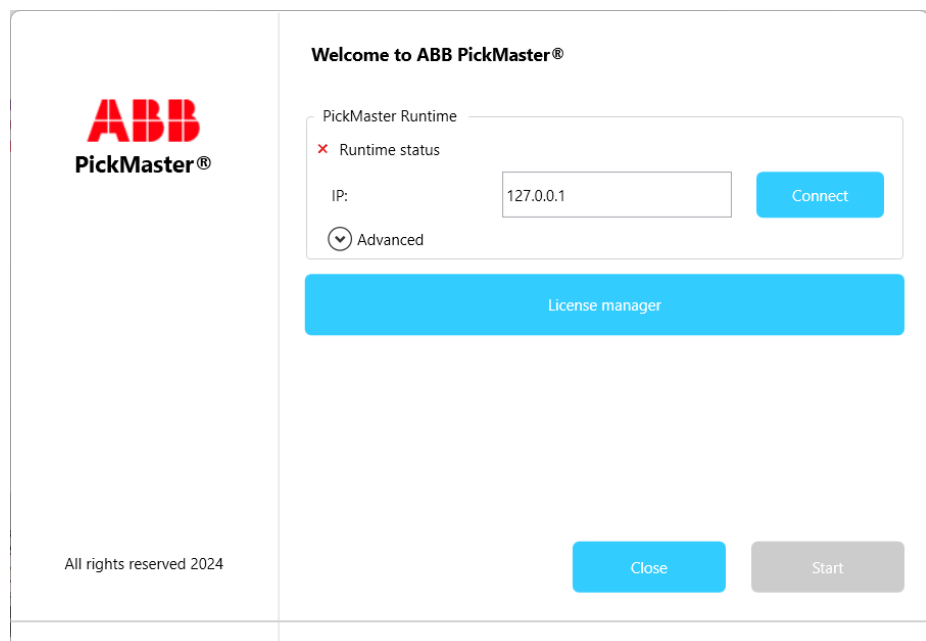 Welcome to ABB PickMaster®
ABB
PickMaster®
PickMaster Runtime
Runtime status
IP:
127.0.0.1
Connect
Advanced
License manager
All rights reserved 2024
Close
Start